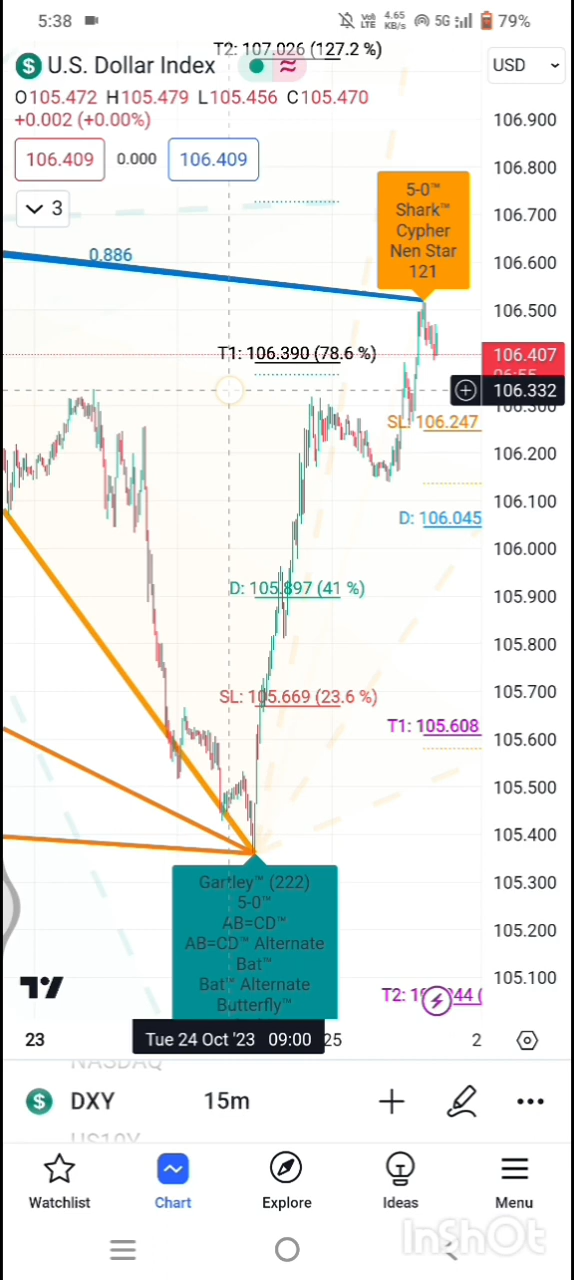 5:38
Vo) LTE
4.65 KB/s
5G
79%
T2: 107.026 (127.2 %)
$ U.S. Dollar Index
USD
O105.472 H105.479 L105.456 C105.470
+0.002 (+0.00%)
106.409
0.000
106.409
3
0.886
5-0™
Shark™
Cypher
Nen Star
121
T1: 106.390 (78.6 %)
SL: 106.247
D: 106.045
D: 105.897 (41 %)
SL: 105.669 (23.6 %)
T1: 105.608
Gartley™ (222)
5-0™
AB=CD™
AB=CD™ Alternate
Bat™
Bat™ Alternate
Butterfly™
106.900
106.800
106.700
106.600
106.500
106.407
106.332
106.300
106.200
106.100
106.000
105.900
105.800
105.700
105.600
105.500
105.400
105.300
105.200
105.100
23
Tue 24 Oct '23 09:00
25
2
NASDAQ
$ DXY
15m
US10Y
Watchlist
Chart
Explore
Ideas
Menu
InShOt